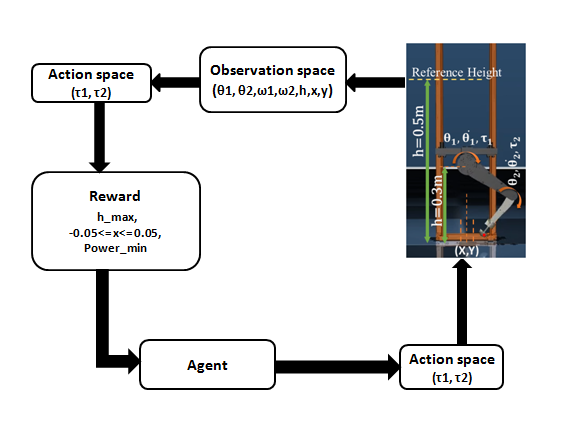 Action space
(τ1, τ2)
Observation space
(θ1, θ2,ω1,ω2,h,x,y)
Reference Height
h=0.5m
θ₁, θ̇₁, τ₁
θ₂, θ̇₂, τ₂
h=0.3m
(X,Y)
Reward
h_max,
-0.05<=x<=0.05,
Power_min
Agent
Action space
(τ1, τ2)